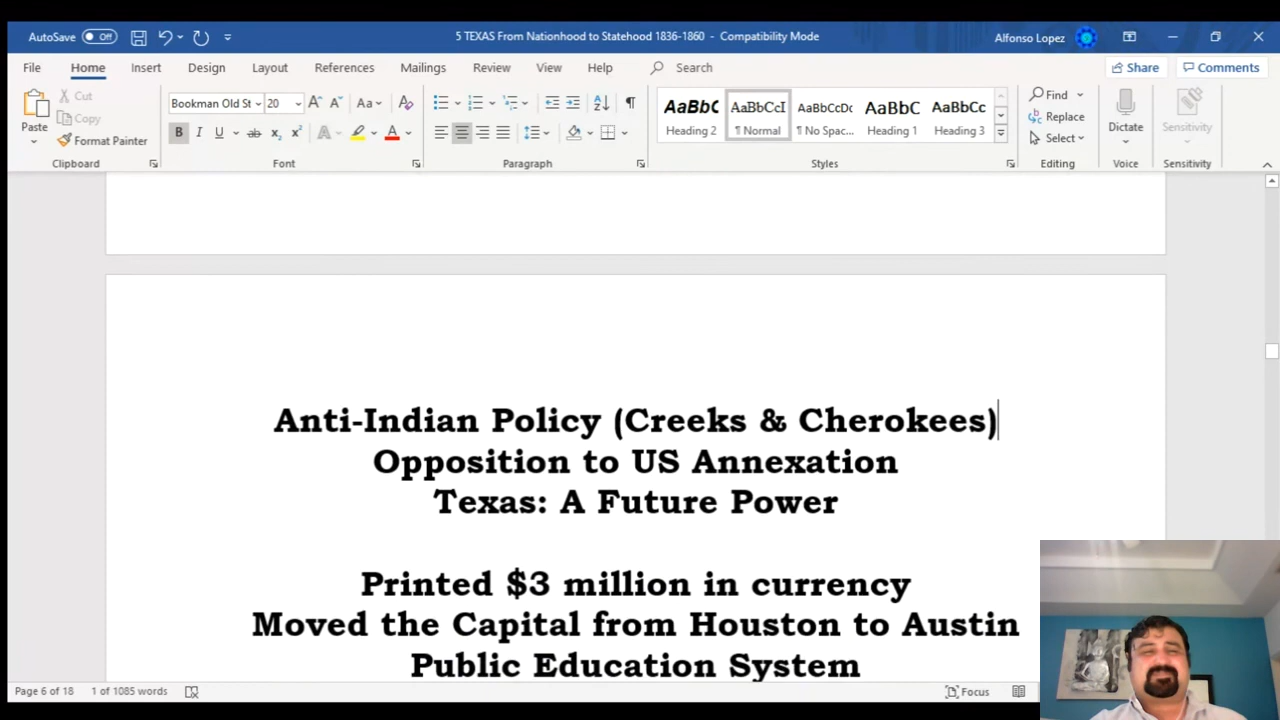 AutoSave Off
5 TEXAS From Nationhood to Statehood 1836-1860 - Compatibility Mode
Alfonso Lopez
File Home Insert Design Layout References Mailings Review View Help Search
Share Comments
Paste
Cut
Copy
Format Painter
Clipboard
Bookman Old St 20
Font
Paragraph
AaBbC AaBbCcI AaBbCcDc AaBbC AaBbCc
Heading 2 ¶ Normal ¶ No Spac... Heading 1 Heading 3
Styles
Find
Replace
Select
Editing
Dictate
Voice
Sensitivity
Sensitivity
Anti-Indian Policy (Creeks & Cherokees)
Opposition to US Annexation
Texas: A Future Power
Printed $3 million in currency
Moved the Capital from Houston to Austin
Public Education System
Page 6 of 18 1 of 1085 words Focus